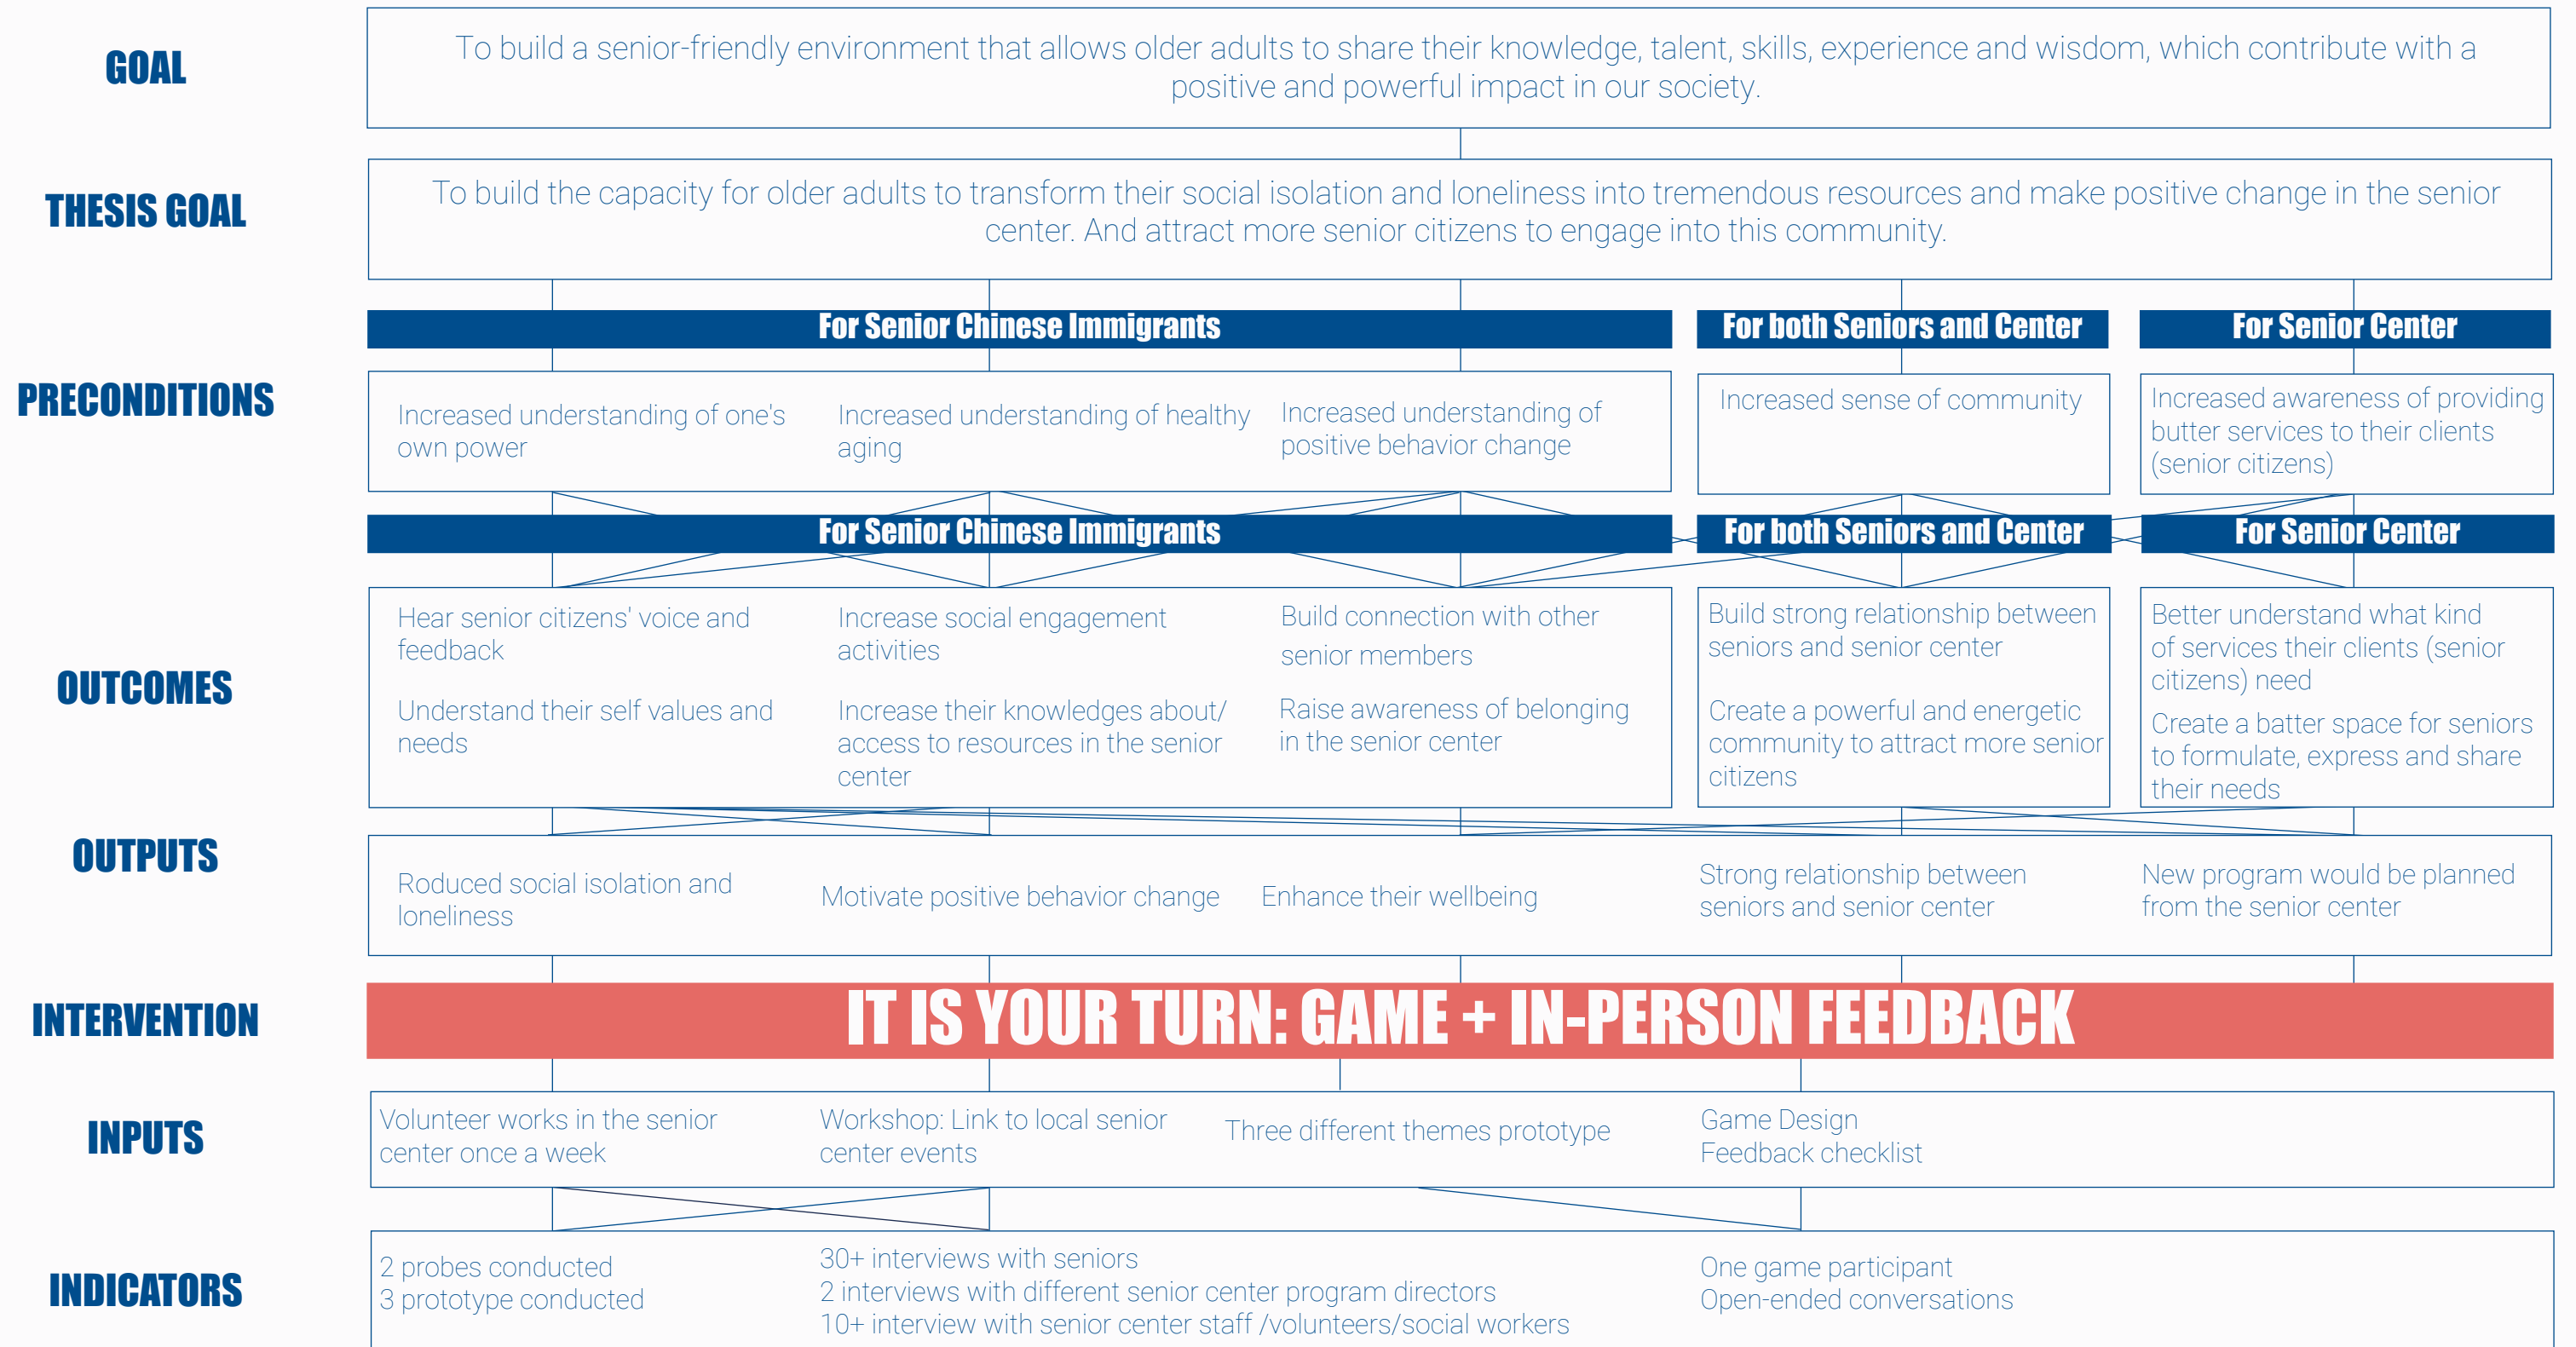 GOAL
To build a senior-friendly environment that allows older adults to share their knowledge, talent, skills, experience and wisdom, which contribute with a
positive and powerful impact in our society.
THESIS GOAL
To build the capacity for older adults to transform their social isolation and loneliness into tremendous resources and make positive change in the senior
center. And attract more senior citizens to engage into this community.
For Senior Chinese Immigrants
For both Seniors and Center
For Senior Center
PRECONDITIONS
Increased understanding of one's
own power
Increased understanding of healthy
aging
Increased understanding of
positive behavior change
Increased sense of community
Increased awareness of providing
butter services to their clients
(senior citizens)
For Senior Chinese Immigrants
For both Seniors and Center
For Senior Center
OUTCOMES
Hear senior citizens' voice and
feedback
Understand their self values and
needs
Increase social engagement
activities
Increase their knowledges about/
access to resources in the senior
center
Build connection with other
senior members
Raise awareness of belonging
in the senior center
Build strong relationship between
seniors and senior center
Create a powerful and energetic
community to attract more senior
citizens
Better understand what kind
of services their clients (senior
citizens) need
Create a batter space for seniors
to formulate, express and share
their needs
OUTPUTS
Roduced social isolation and
loneliness
Motivate positive behavior change
Enhance their wellbeing
Strong relationship between
seniors and senior center
New program would be planned
from the senior center
INTERVENTION
IT IS YOUR TURN: GAME + IN-PERSON FEEDBACK
INPUTS
Volunteer works in the senior
center once a week
Workshop: Link to local senior
center events
Three different themes prototype
Game Design
Feedback checklist
INDICATORS
2 probes conducted
3 prototype conducted
30+ interviews with seniors
2 interviews with different senior center program directors
10+ interview with senior center staff /volunteers/social workers
One game participant
Open-ended conversations